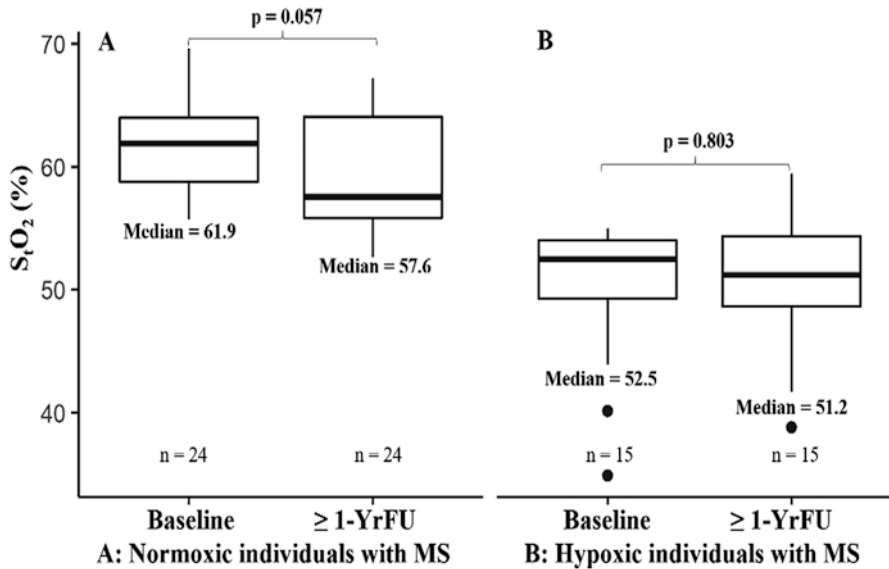 A
p = 0.057
B
70
60
50
40
StO2 (%)
p = 0.803
Median = 61.9
Median = 57.6
Median = 52.5
Median = 51.2
n = 24
n = 24
n = 15
n = 15
Baseline
≥ 1-YrFU
Baseline
≥ 1-YrFU
A: Normoxic individuals with MS
B: Hypoxic individuals with MS